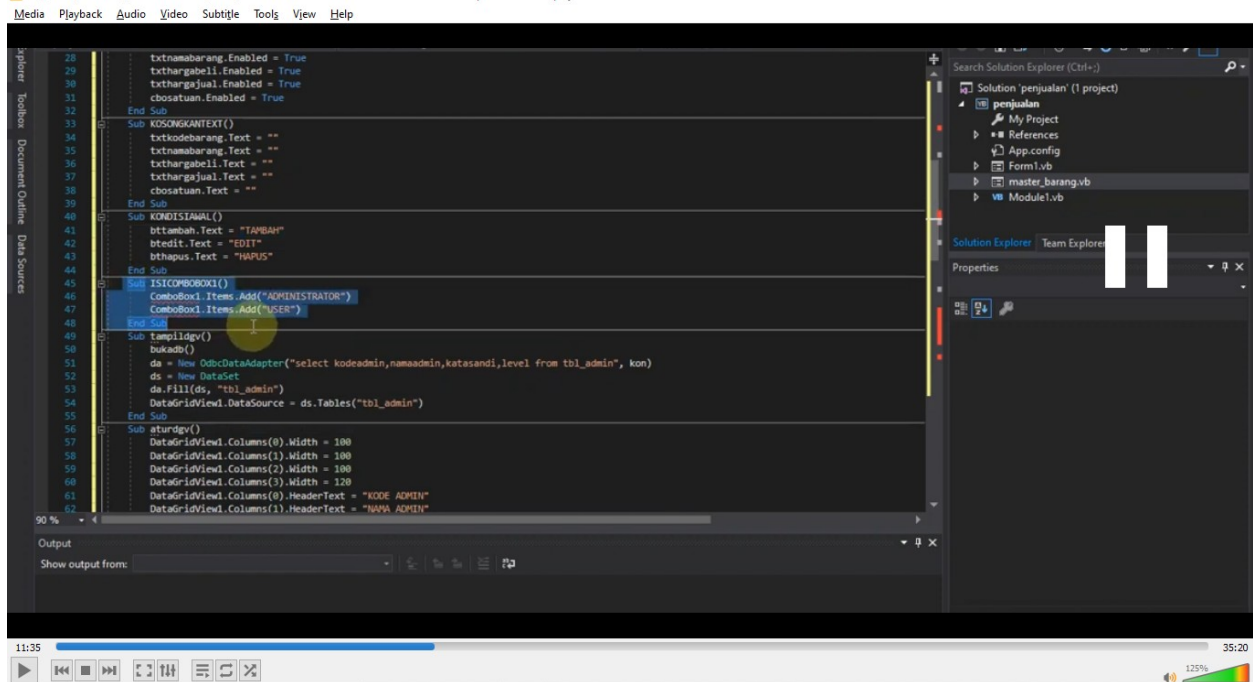 Media Playback Audio Video Subtitle Tools View Help
Explorer
Toolbox
Document Outline
Data Sources
28 txtnamabarang.Enabled = True
29 txthargabeli.Enabled = True
30 txthargajual.Enabled = True
31 cbosatuan.Enabled = True
32 End Sub
33 Sub KOSONGKANTEXT()
34 txtkodebarang.Text = ""
35 txtnamabarang.Text = ""
36 txthargabeli.Text = ""
37 txthargajual.Text = ""
38 cbosatuan.Text = ""
39 End Sub
40 Sub KONDISIAWAL()
41 bttambah.Text = "TAMBAH"
42 btedit.Text = "EDIT"
43 bthapus.Text = "HAPUS"
44 End Sub
45 Sub ISICOMBOBOX1()
46 ComboBox1.Items.Add("ADMINISTRATOR")
47 ComboBox1.Items.Add("USER")
48 End Sub
49 Sub tampildgv()
50 bukadb()
51 da = New OdbcDataAdapter("select kodeadmin,namaadmin,katasandi,level from tbl_admin", kon)
52 ds = New DataSet
53 da.Fill(ds, "tbl_admin")
54 DataGridView1.DataSource = ds.Tables("tbl_admin")
55 End Sub
56 Sub aturdgv()
57 DataGridView1.Columns(0).Width = 100
58 DataGridView1.Columns(1).Width = 100
59 DataGridView1.Columns(2).Width = 100
60 DataGridView1.Columns(3).Width = 120
61 DataGridView1.Columns(0).HeaderText = "KODE ADMIN"
62 DataGridView1.Columns(1).HeaderText = "NAMA ADMIN"
90 %
Output
Show output from:
Search Solution Explorer (Ctrl+;)
Solution 'penjualan' (1 project)
VB penjualan
My Project
References
App.config
Form1.vb
master_barang.vb
VB Module1.vb
Solution Explorer Team Explorer
Properties
11:35 35:20
125%